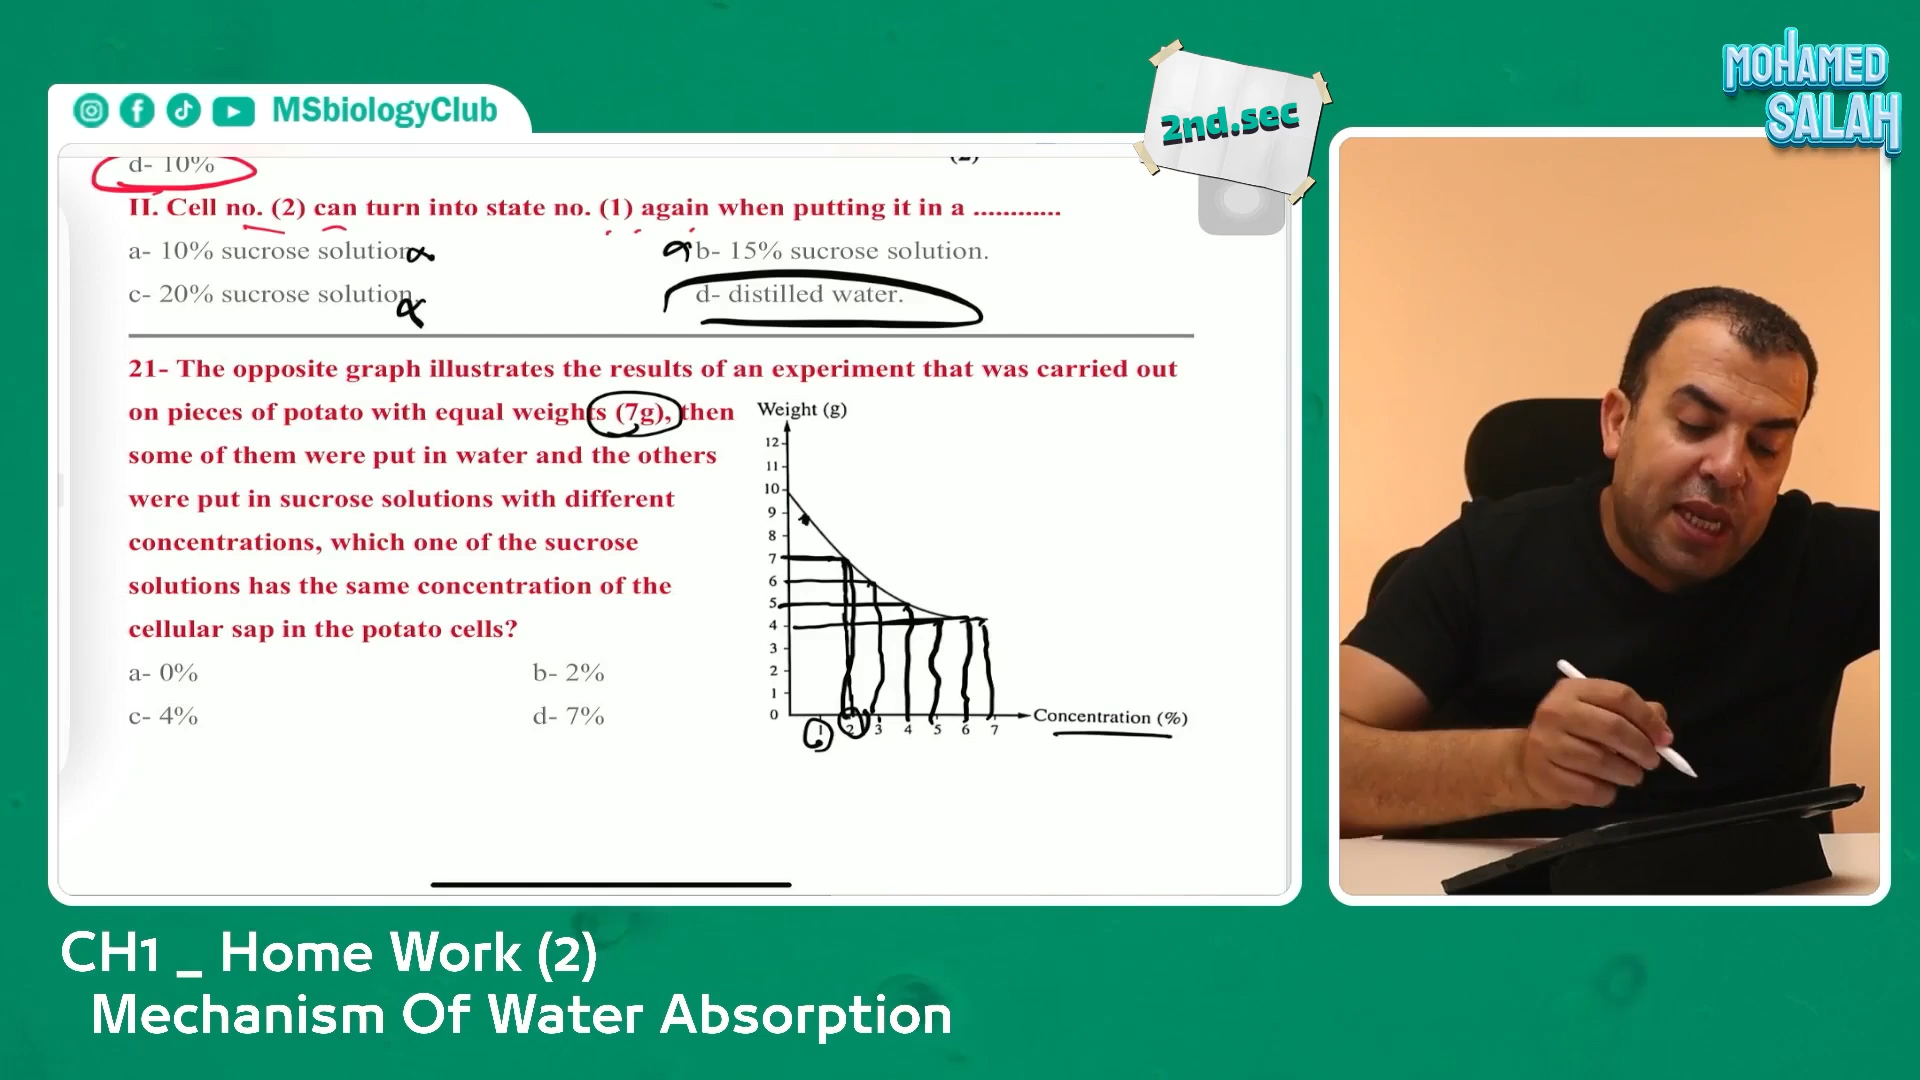 MOHAMED
SALAH
2nd.sec
MSbiologyClub
d- 10%
(2)
II. Cell no. (2) can turn into state no. (1) again when putting it in a ............
a- 10% sucrose solution.
b- 15% sucrose solution.
c- 20% sucrose solution.
d- distilled water.
21- The opposite graph illustrates the results of an experiment that was carried out
on pieces of potato with equal weights (7g), then
some of them were put in water and the others
were put in sucrose solutions with different
concentrations, which one of the sucrose
solutions has the same concentration of the
cellular sap in the potato cells?
a- 0%
b- 2%
c- 4%
d- 7%
Weight (g)
12
11
10
9
8
7
6
5
4
3
2
1
0
1 2 3 4 5 6 7
Concentration (%)
CH1 _ Home Work (2)
Mechanism Of Water Absorption